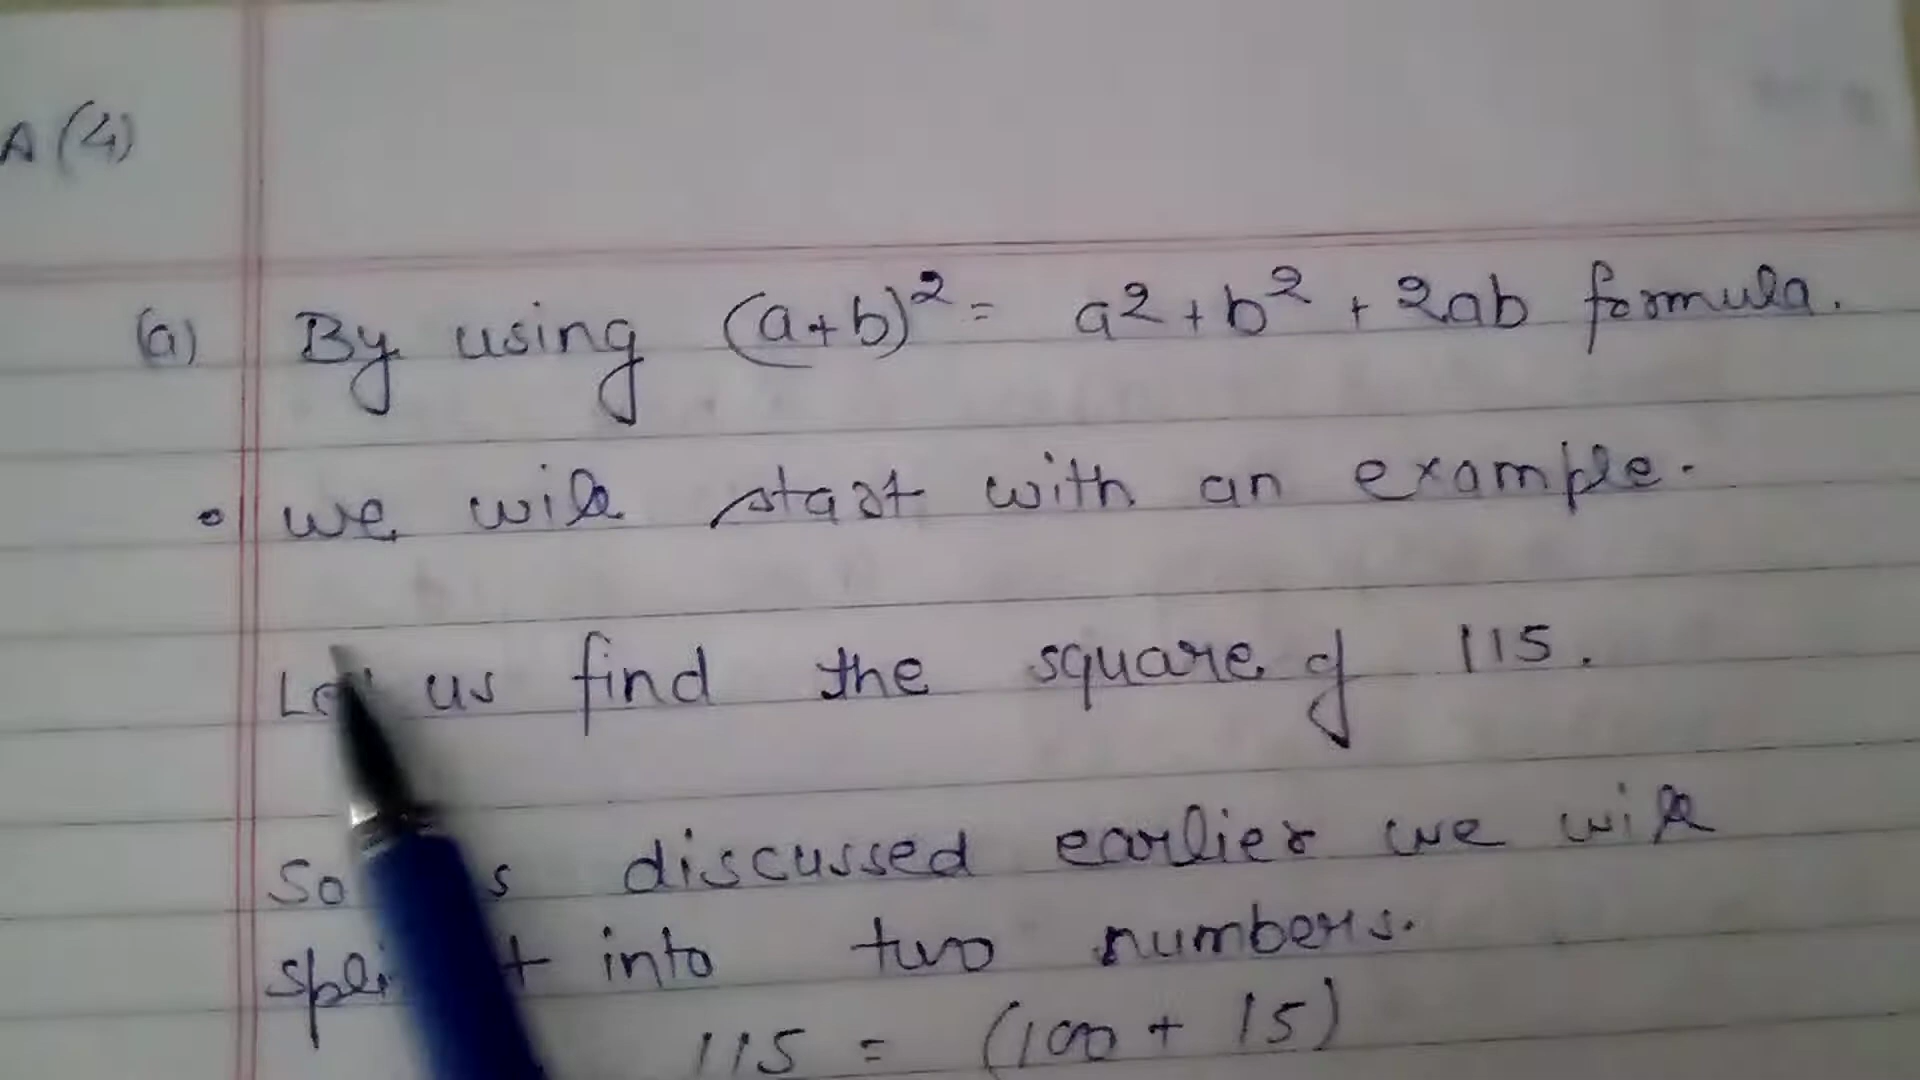 A (4)
(a) By using (a+b)² = a² + b² + 2ab formula.
• we will start with an example.
us find the square of 115.
So discussed earlier we will
into two numbers.
115 = (100 + 15)